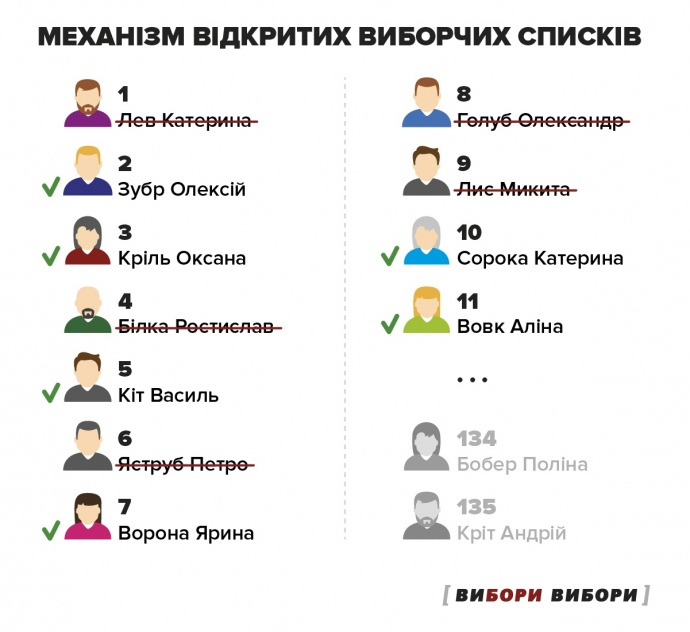 МЕХАНІЗМ ВІДКРИТИХ ВИБОРЧИХ СПИСКІВ
1
Лев Катерина
2
Зубр Олексій
3
Кріль Оксана
4
Білка Ростислав
5
Кіт Василь
6
Яструб Петро
7
Ворона Ярина
8
Голуб Олександр
9
Лис Микита
10
Сорока Катерина
11
Вовк Аліна
...
134
Бобер Поліна
135
Кріт Андрій
[ ВИБОРИ ВИБОРИ ]